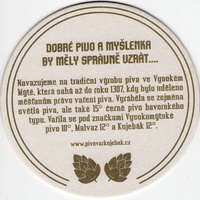 DOBRÉ PIVO A MYŠLENKA
BY MĚLY SPRÁVNĚ UZRÁT....
Navazujeme na tradiční výrobu piva ve Vysokém
Mýtě, která sahá až do roku 1307, kdy bylo uděleno
měšťanům právo vaření piva. Vyráběla se zejména
světlá piva, ale také 15° černé pivo bavorského
typu. Vařila se pod značkami Vysokomýtské
pivo 10°, Malvaz 12° a Kujebák 12°.
www.pivovarkujebak.cz